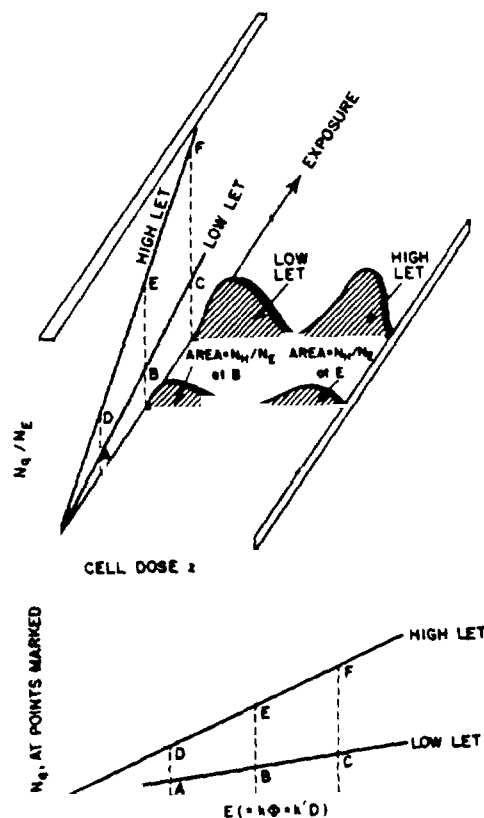 EXPOSURE
F
HIGH LET
LOW LET
LOW
LET
HIGH
LET
E
C
AREA=N_H/N_E
at B
AREA=N_H/N_E
at E
B
D
A
N_q/N_E
CELL DOSE z
N_q, AT POINTS MARKED
HIGH LET
F
E
D
LOW LET
C
B
A
E(=kΦ=k'D)